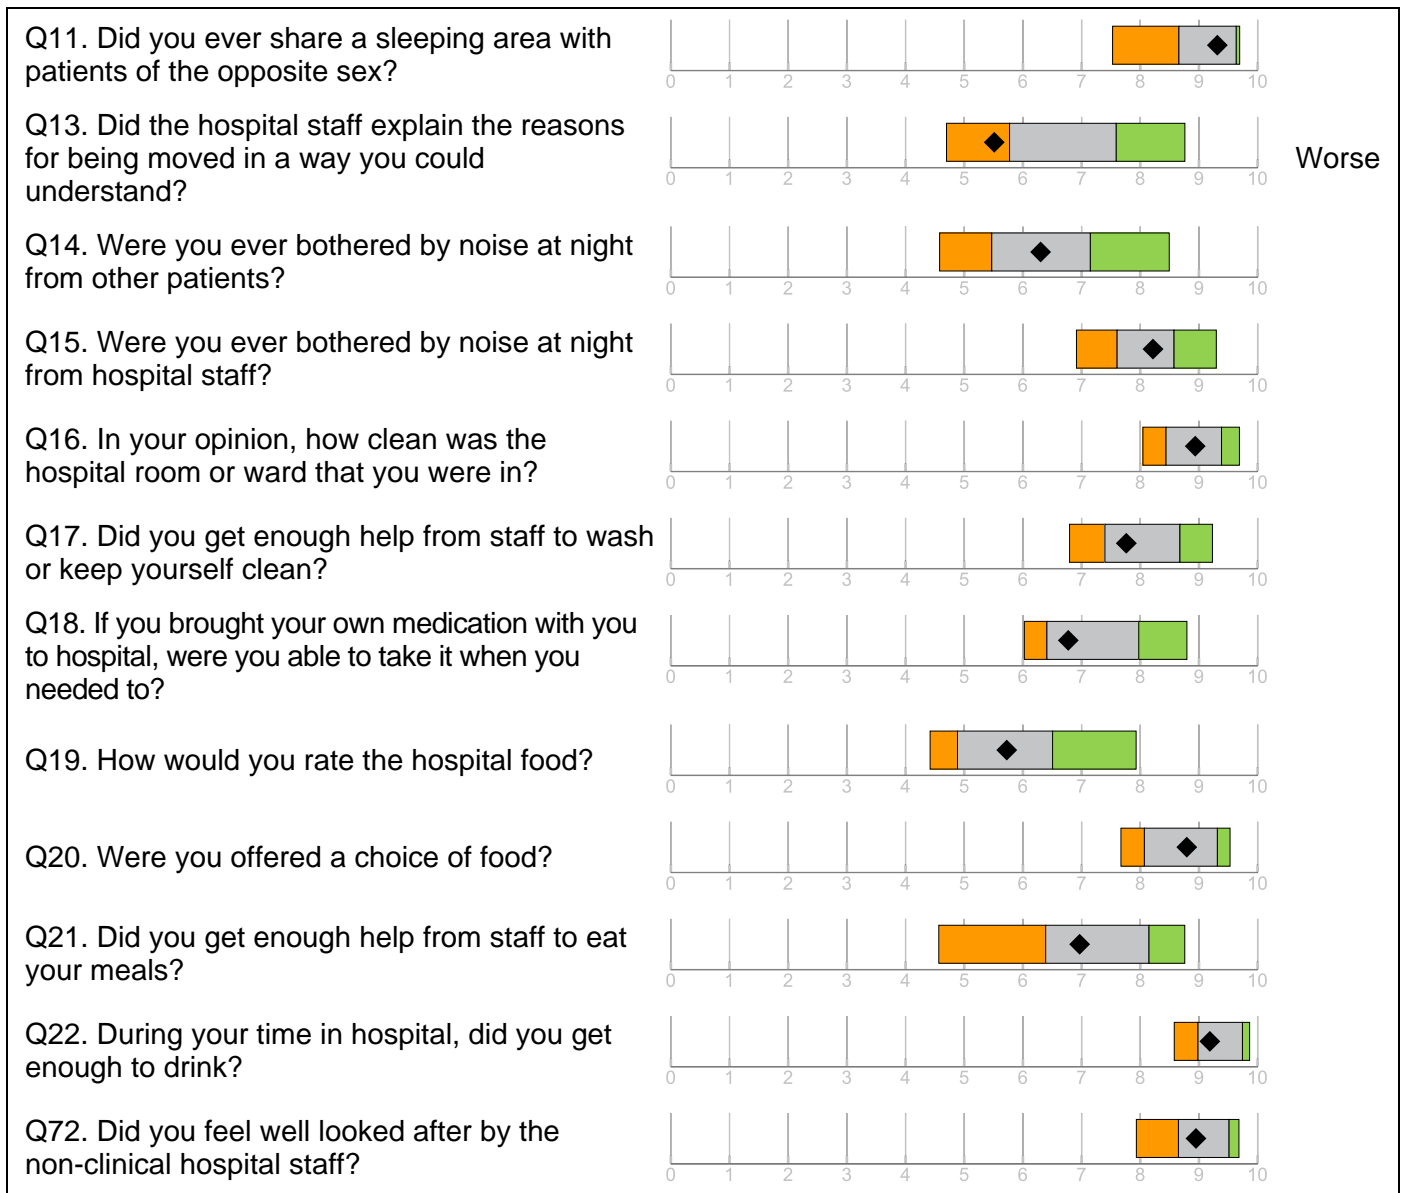 Q11. Did you ever share a sleeping area with
patients of the opposite sex?
0 1 2 3 4 5 6 7 8 9 10
Q13. Did the hospital staff explain the reasons
for being moved in a way you could
understand?
Worse
0 1 2 3 4 5 6 7 8 9 10
Q14. Were you ever bothered by noise at night
from other patients?
0 1 2 3 4 5 6 7 8 9 10
Q15. Were you ever bothered by noise at night
from hospital staff?
0 1 2 3 4 5 6 7 8 9 10
Q16. In your opinion, how clean was the
hospital room or ward that you were in?
0 1 2 3 4 5 6 7 8 9 10
Q17. Did you get enough help from staff to wash
or keep yourself clean?
0 1 2 3 4 5 6 7 8 9 10
Q18. If you brought your own medication with you
to hospital, were you able to take it when you
needed to?
0 1 2 3 4 5 6 7 8 9 10
Q19. How would you rate the hospital food?
0 1 2 3 4 5 6 7 8 9 10
Q20. Were you offered a choice of food?
0 1 2 3 4 5 6 7 8 9 10
Q21. Did you get enough help from staff to eat
your meals?
0 1 2 3 4 5 6 7 8 9 10
Q22. During your time in hospital, did you get
enough to drink?
0 1 2 3 4 5 6 7 8 9 10
Q72. Did you feel well looked after by the
non-clinical hospital staff?
0 1 2 3 4 5 6 7 8 9 10